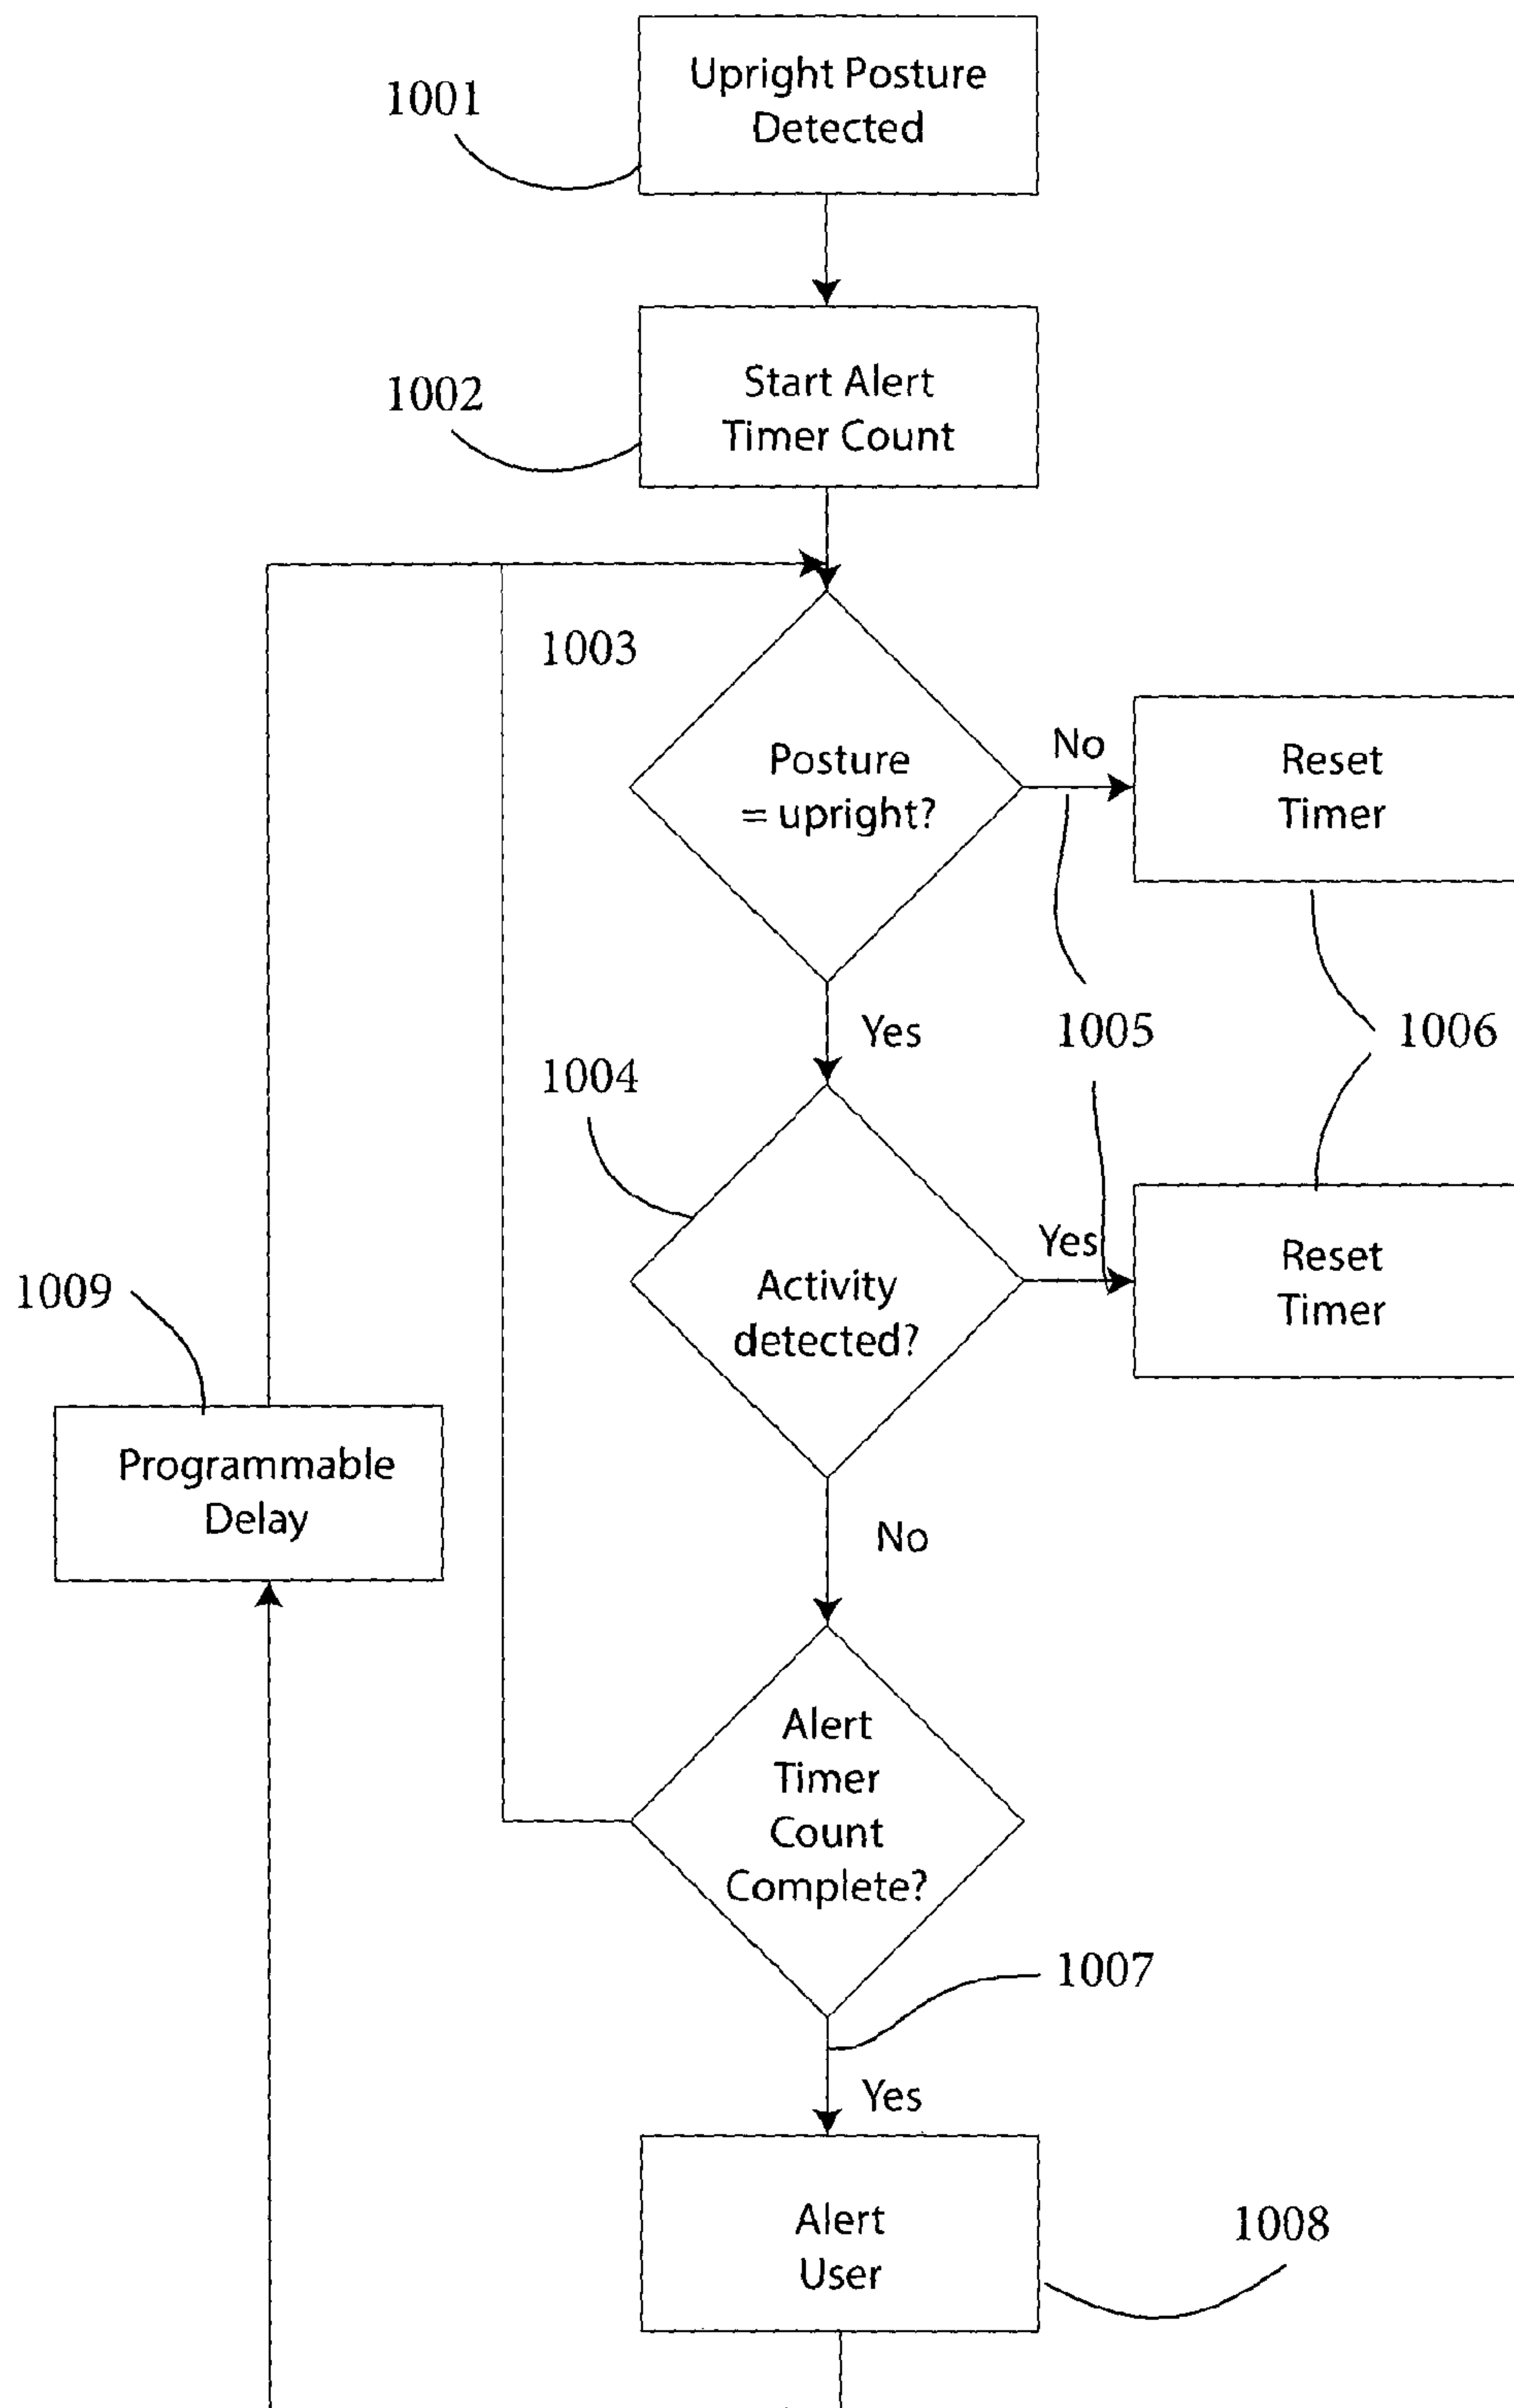 1001
Upright Posture
Detected
1002
Start Alert
Timer Count
1003
Posture
= upright?
No
Reset
Timer
Yes
1005
1006
1004
Activity
detected?
Yes
Reset
Timer
1009
Programmable
Delay
No
Alert
Timer
Count
Complete?
1007
Yes
Alert
User
1008